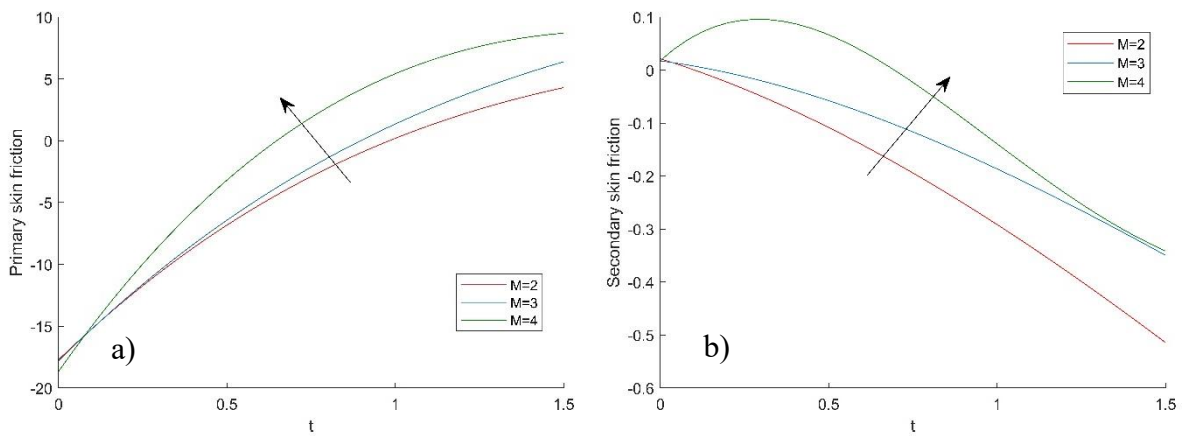 10
5
0
-5
-10
-15
-20
Primary skin friction
0
0.5
1
1.5
t
M=2
M=3
M=4
a)
0.1
0
-0.1
-0.2
-0.3
-0.4
-0.5
-0.6
Secondary skin friction
0
0.5
1
1.5
t
M=2
M=3
M=4
b)